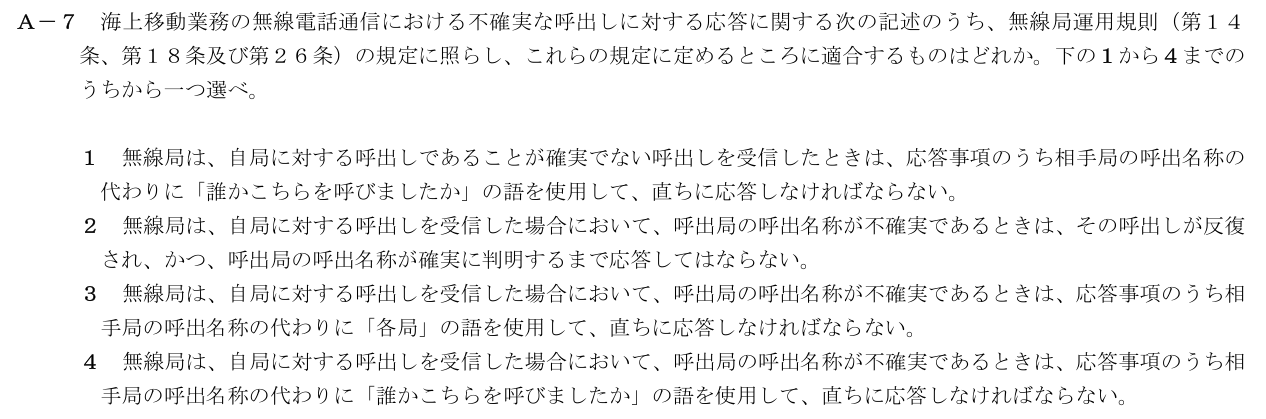 Ａ－７　海上移動業務の無線電話通信における不確実な呼出しに対する応答に関する次の記述のうち、無線局運用規則（第１４
条、第１８条及び第２６条）の規定に照らし、これらの規定に定めるところに適合するものはどれか。下の１から４までの
うちから一つ選べ。
１　無線局は、自局に対する呼出しであることが確実でない呼出しを受信したときは、応答事項のうち相手局の呼出名称の
代わりに「誰かこちらを呼びましたか」の語を使用して、直ちに応答しなければならない。
２　無線局は、自局に対する呼出しを受信した場合において、呼出局の呼出名称が不確実であるときは、その呼出しが反復
され、かつ、呼出局の呼出名称が確実に判明するまで応答してはならない。
３　無線局は、自局に対する呼出しを受信した場合において、呼出局の呼出名称が不確実であるときは、応答事項のうち相
手局の呼出名称の代わりに「各局」の語を使用して、直ちに応答しなければならない。
４　無線局は、自局に対する呼出しを受信した場合において、呼出局の呼出名称が不確実であるときは、応答事項のうち相
手局の呼出名称の代わりに「誰かこちらを呼びましたか」の語を使用して、直ちに応答しなければならない。